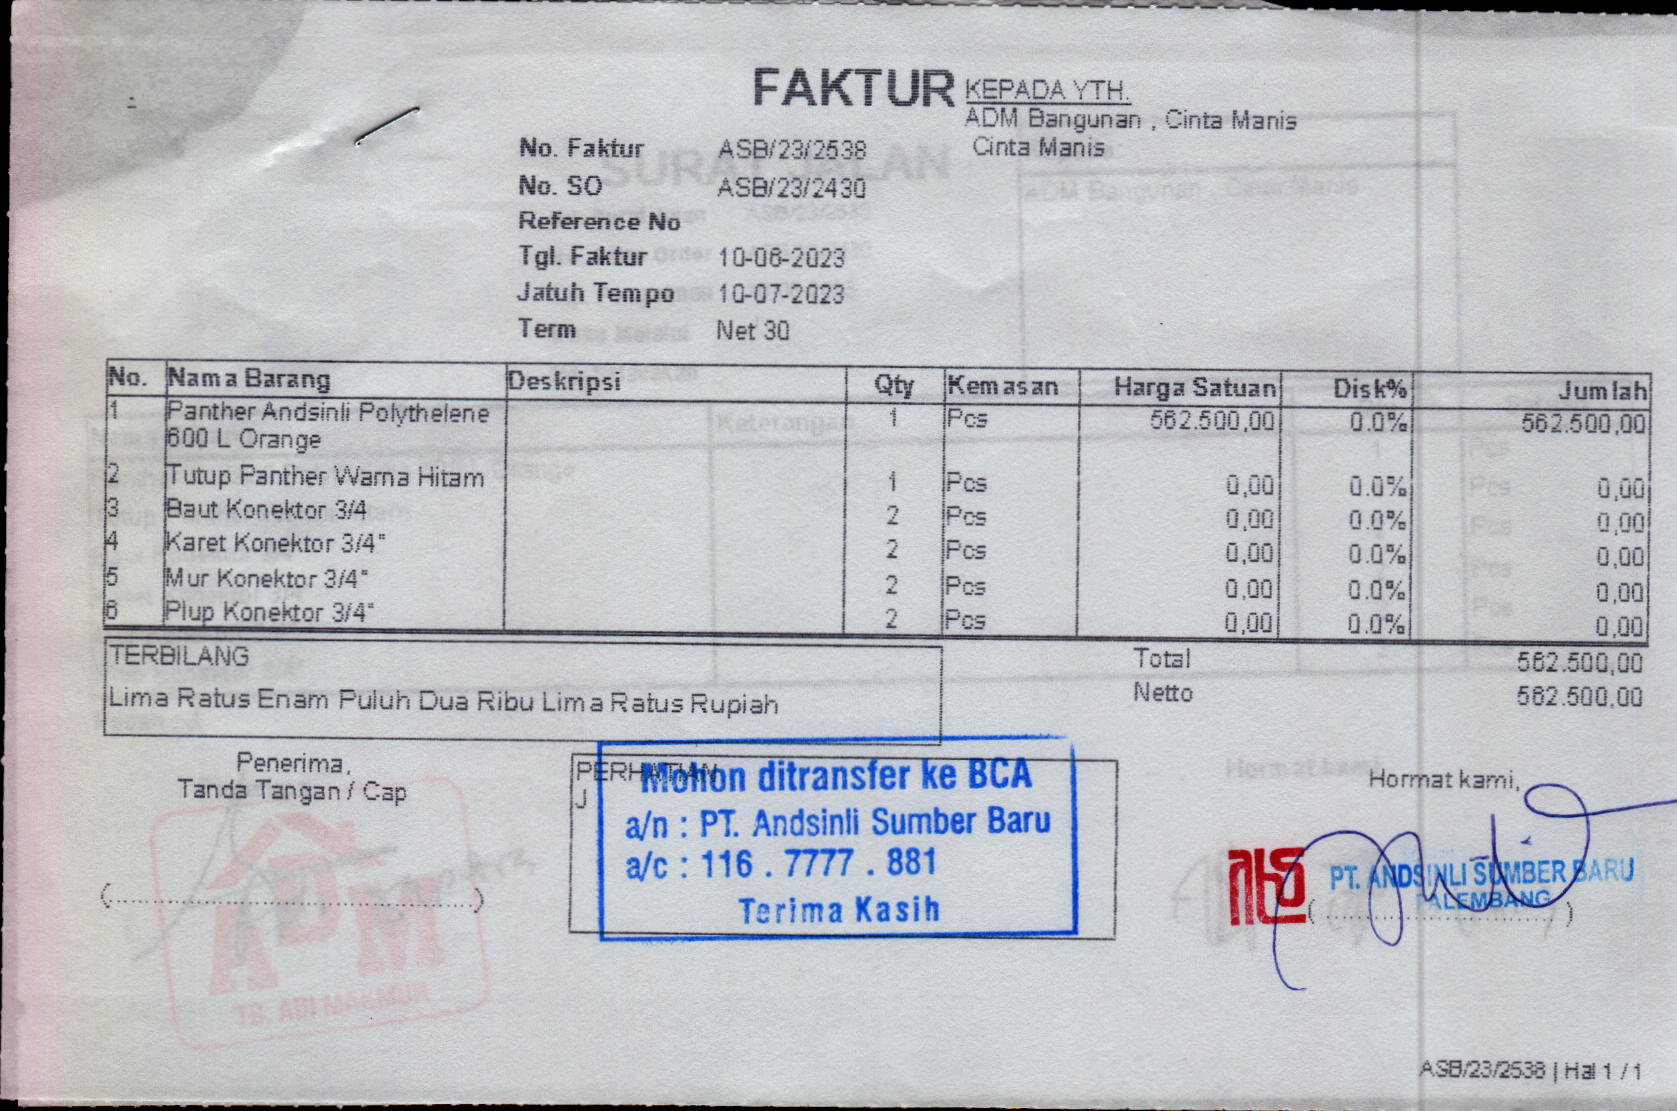 FAKTUR
KEPADA YTH.
ADM Bangunan , Cinta Manis
Cinta Manis
No. Faktur ASB/23/2538
No. SO ASB/23/2430
Reference No
Tgl. Faktur 10-06-2023
Jatuh Tempo 10-07-2023
Term Net 30
No. Nama Barang Deskripsi Qty Kemasan Harga Satuan Disk% Jumlah
1 Panther Andsinli Polythelene 1 Pcs 562.500,00 0.0% 562.500,00
600 L Orange
2 Tutup Panther Warna Hitam 1 Pcs 0,00 0.0% 0,00
3 Baut Konektor 3/4 2 Pcs 0,00 0.0% 0,00
4 Karet Konektor 3/4" 2 Pcs 0,00 0.0% 0,00
5 Mur Konektor 3/4" 2 Pcs 0,00 0.0% 0,00
6 Plup Konektor 3/4" 2 Pcs 0,00 0.0% 0,00
TERBILANG
Lima Ratus Enam Puluh Dua Ribu Lima Ratus Rupiah
Total 562.500,00
Netto 562.500,00
Penerima,
Tanda Tangan / Cap
PERHATIAN
J
Mohon ditransfer ke BCA
a/n : PT. Andsinli Sumber Baru
a/c : 116 . 7777 . 881
Terima Kasih
Hormat kami,
PT. ANDSINLI SUMBER BARU
PALEMBANG
ADM
TB. ADI MAKMUR
ASB/23/2538 | Hal 1 / 1